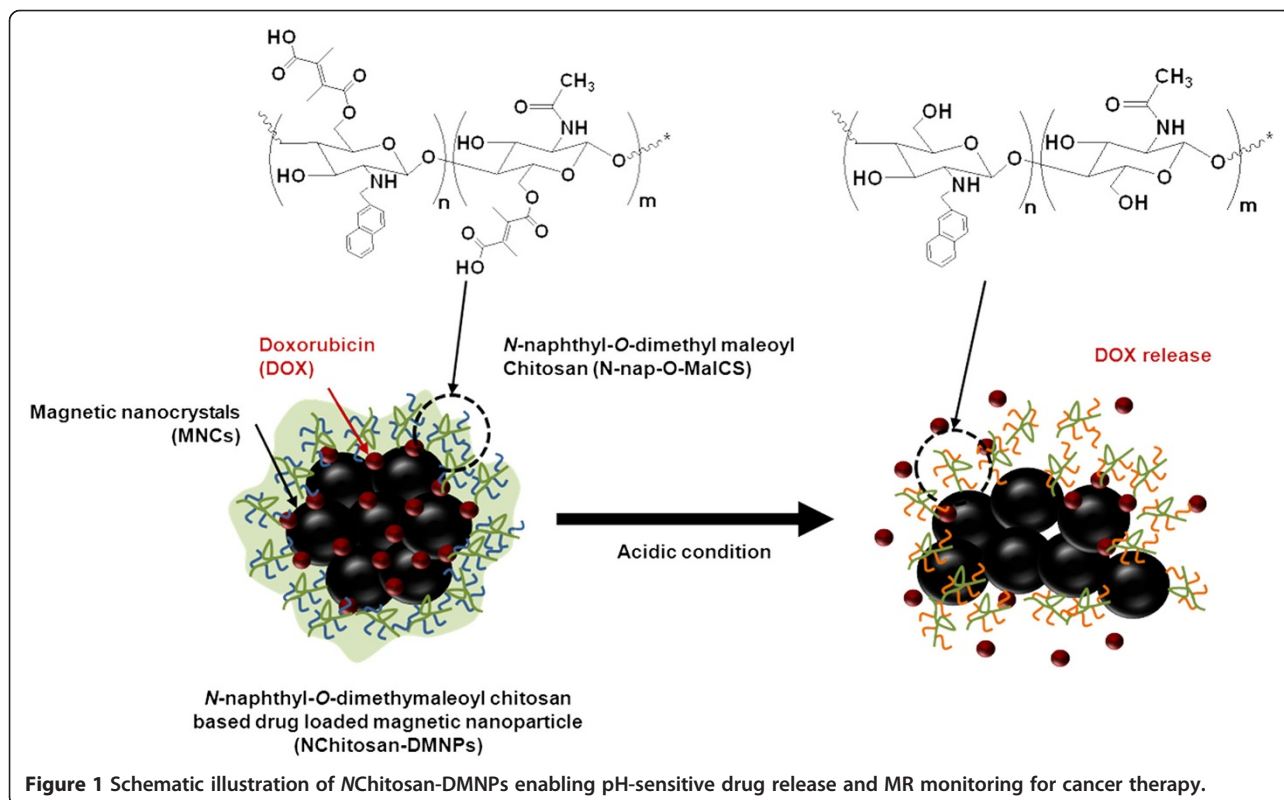 HO
O
O
O
O
CH3
O
NH
HO
O
O
O
*
HO
NH
O
n
O
m
O
O
HO
HO
O
HO
NH
n
O
CH3
O
NH
HO
O
O
O
*
OH
m
Doxorubicin
(DOX)
N-naphthyl-O-dimethyl maleoyl
Chitosan (N-nap-O-MalCS)
DOX release
Magnetic nanocrystals
(MNCs)
Acidic condition
N-naphthyl-O-dimethymaleoyl chitosan
based drug loaded magnetic nanoparticle
(NChitosan-DMNPs)
Figure 1 Schematic illustration of NChitosan-DMNPs enabling pH-sensitive drug release and MR monitoring for cancer therapy.